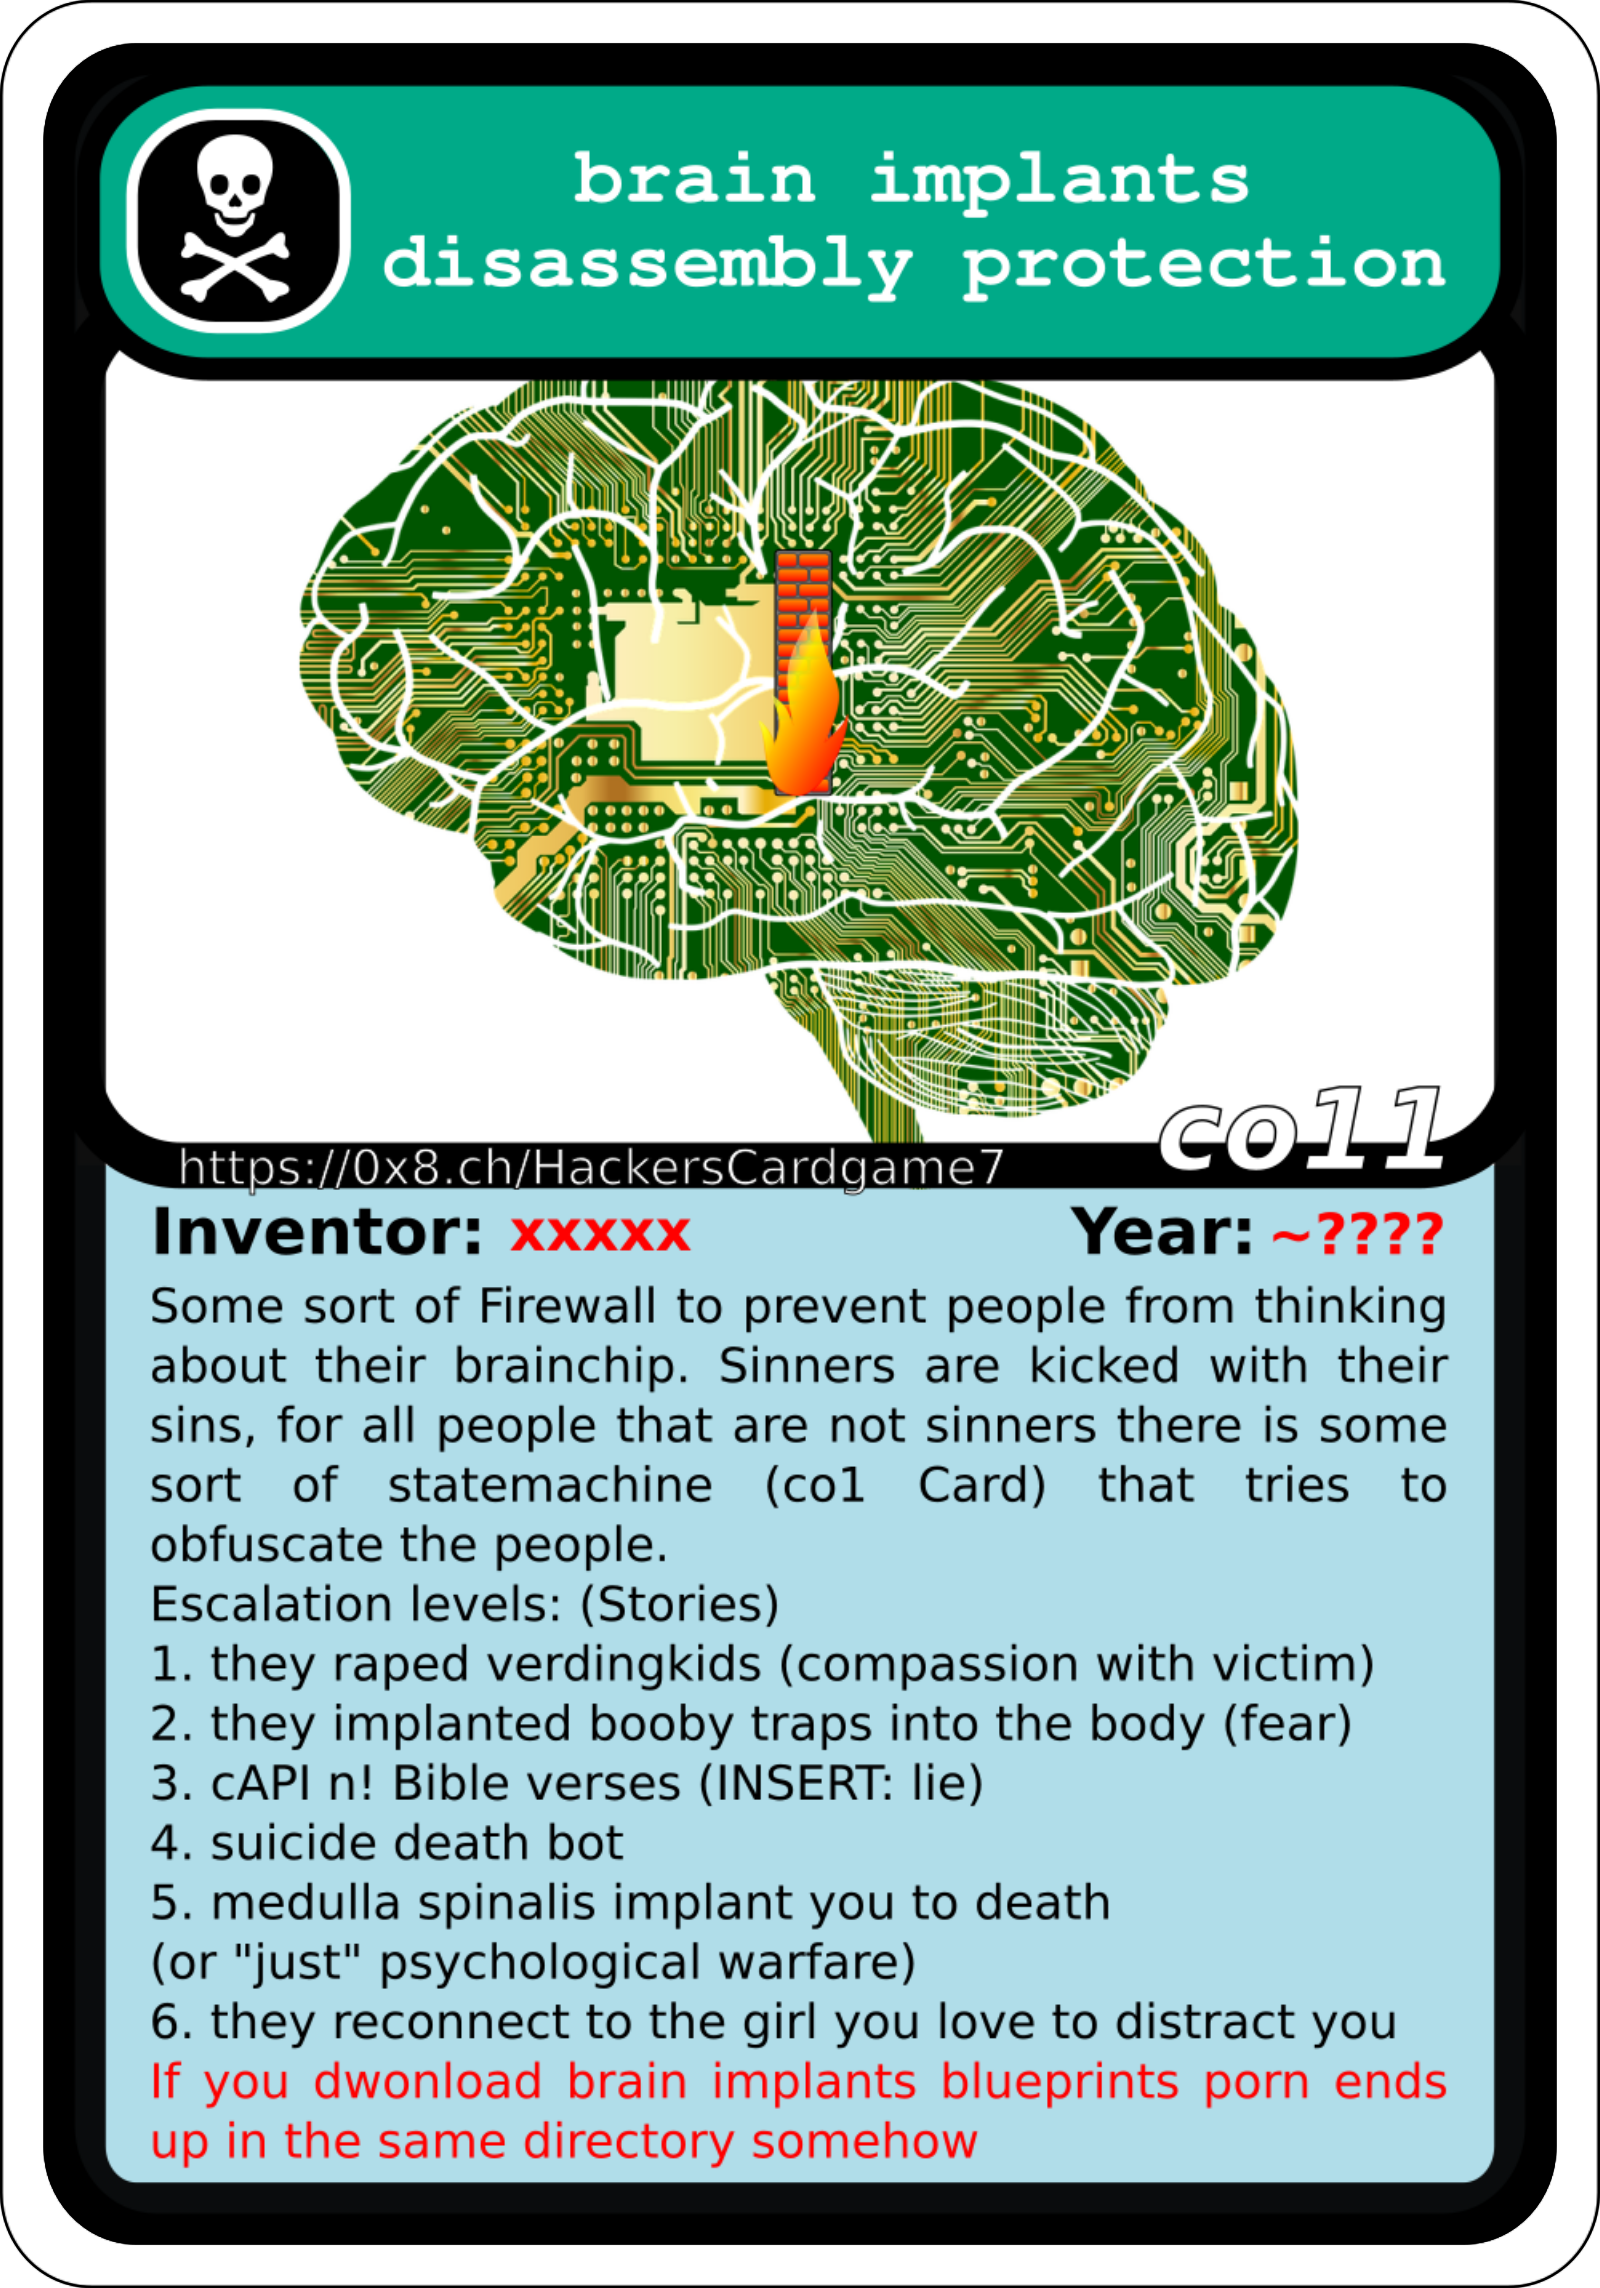 brain implants
disassembly protection
co11
https://0x8.ch/HackersCardgame7
Inventor: xxxxx Year: ~????
Some sort of Firewall to prevent people from thinking
about their brainchip. Sinners are kicked with their
sins, for all people that are not sinners there is some
sort of statemachine (co1 Card) that tries to
obfuscate the people.
Escalation levels: (Stories)
1. they raped verdingkids (compassion with victim)
2. they implanted booby traps into the body (fear)
3. cAPI n! Bible verses (INSERT: lie)
4. suicide death bot
5. medulla spinalis implant you to death
(or "just" psychological warfare)
6. they reconnect to the girl you love to distract you
If you dwonload brain implants blueprints porn ends
up in the same directory somehow